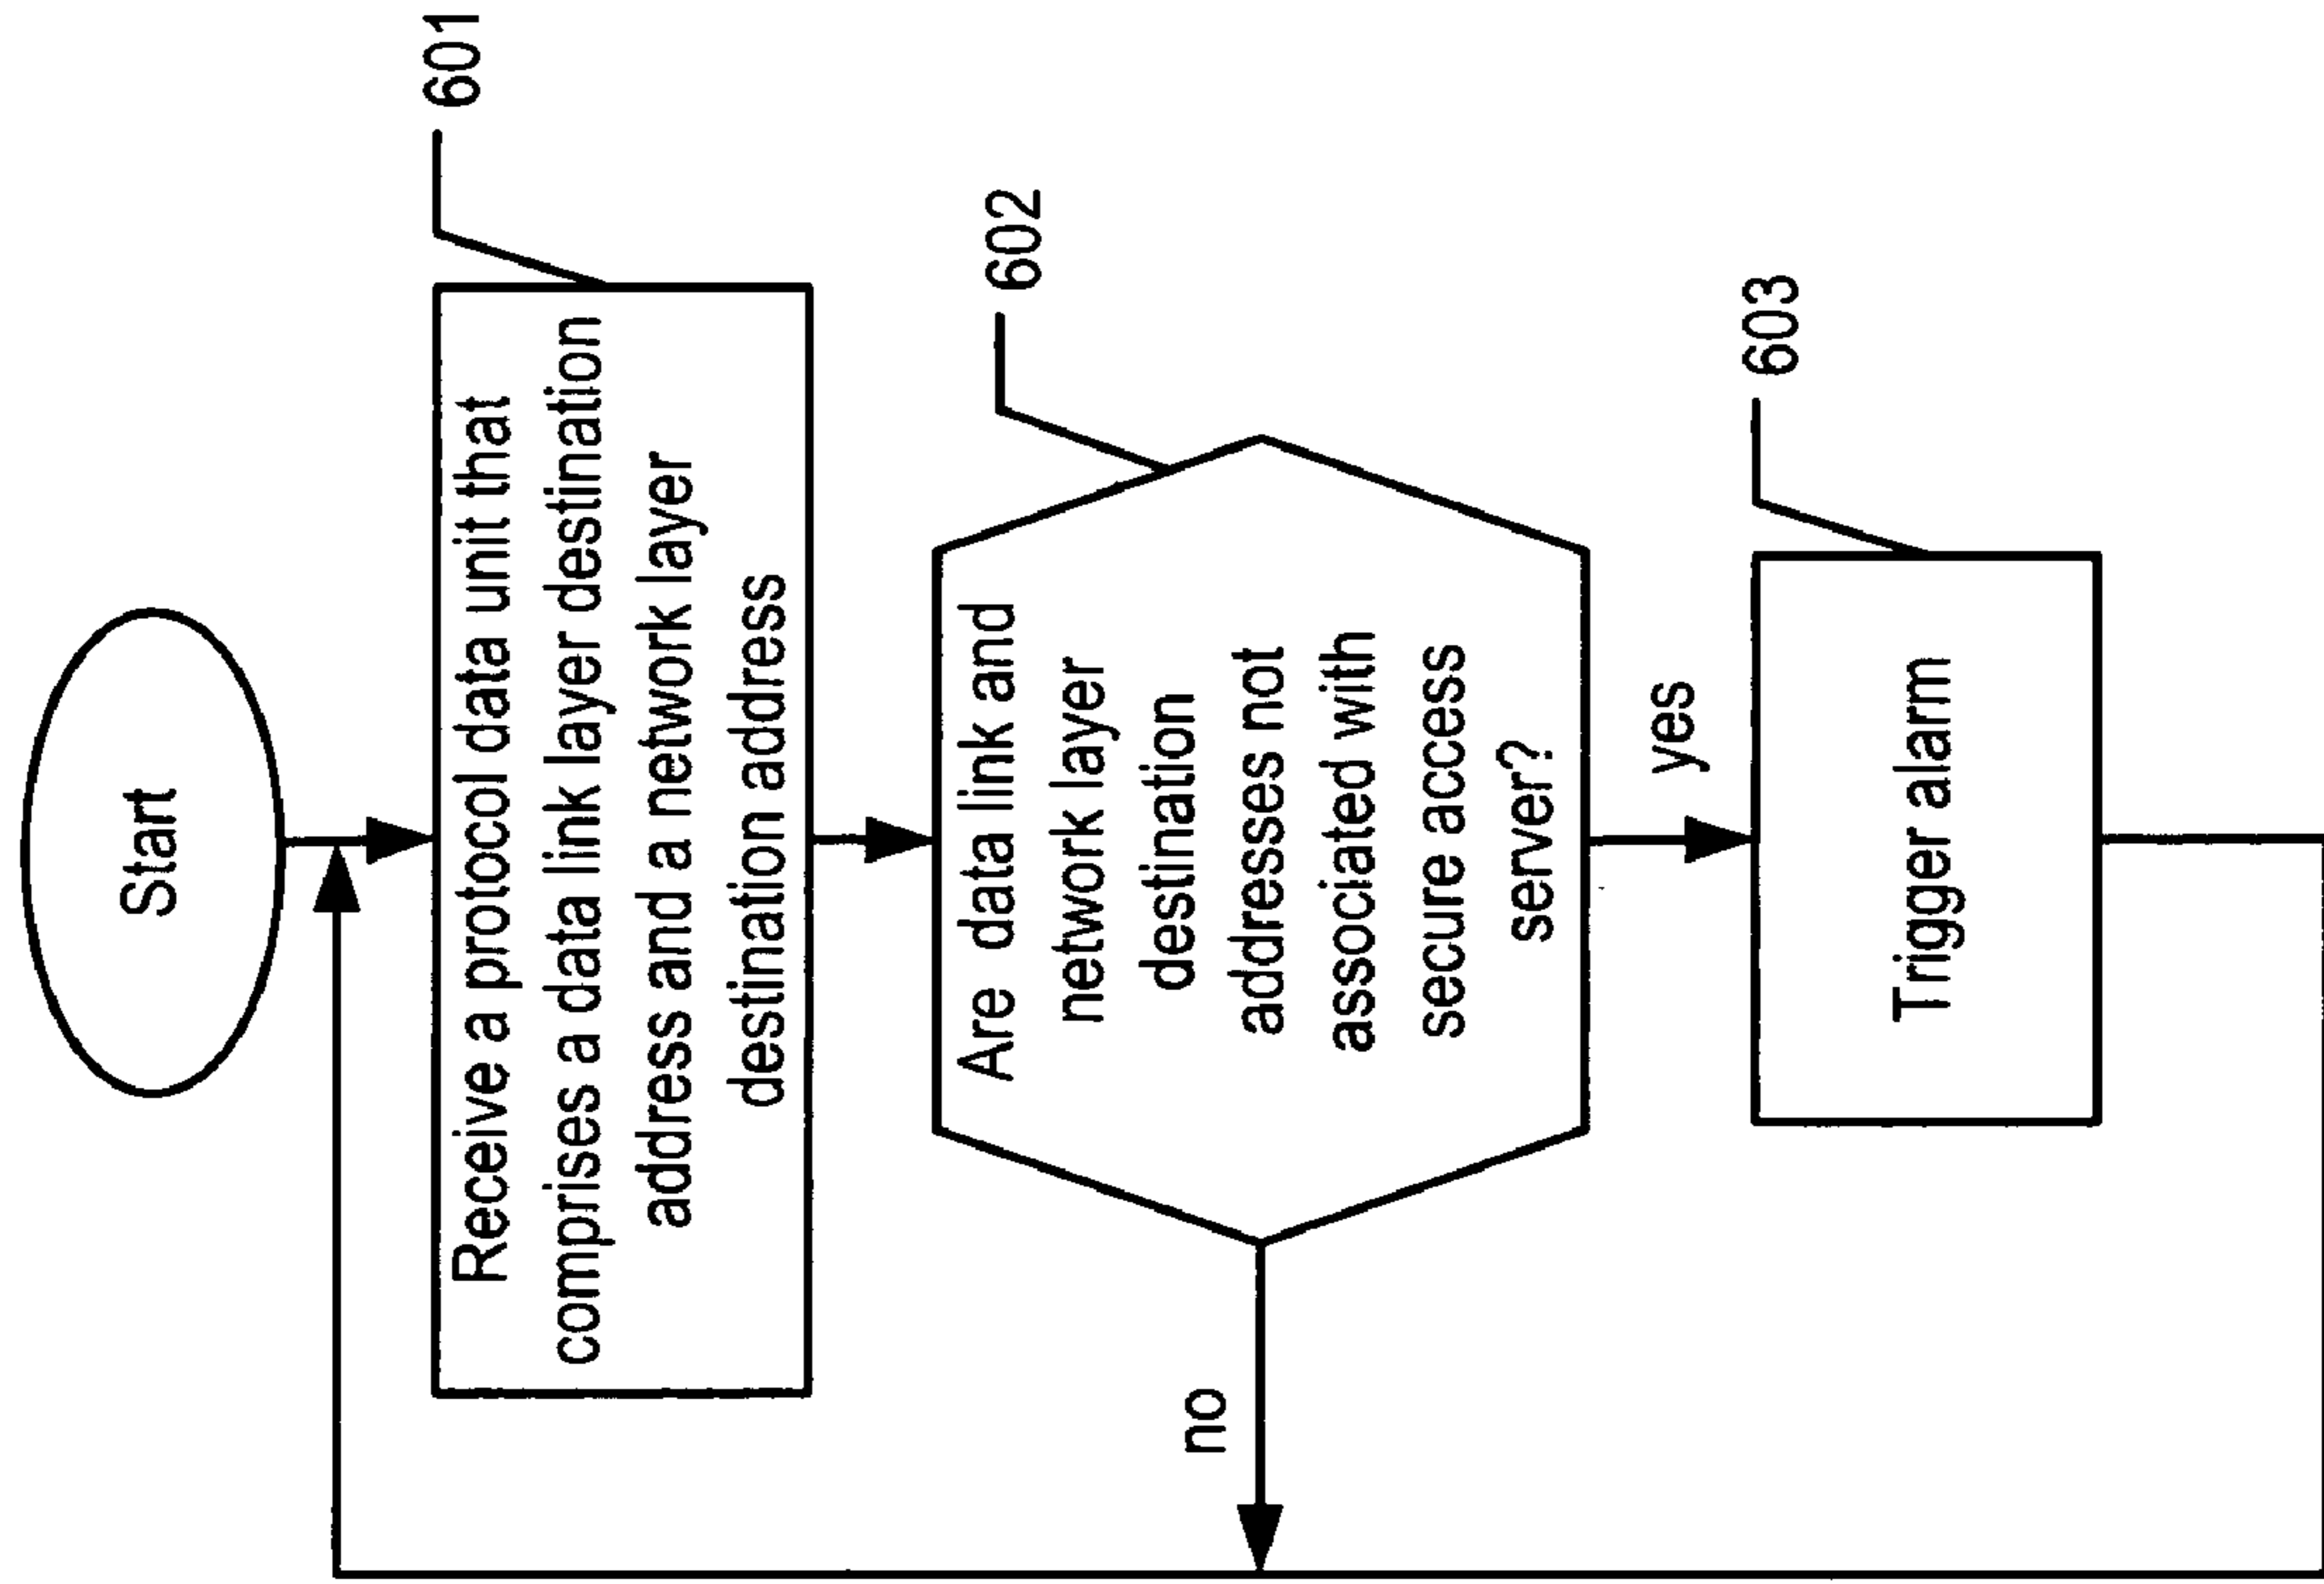 Start
601
Receive a protocol data unit that
comprises a data link layer destination
address and a network layer
destination address
602
Are data link and
network layer
destination
addresses not
associated with
secure access
server?
no
yes
603
Trigger alarm